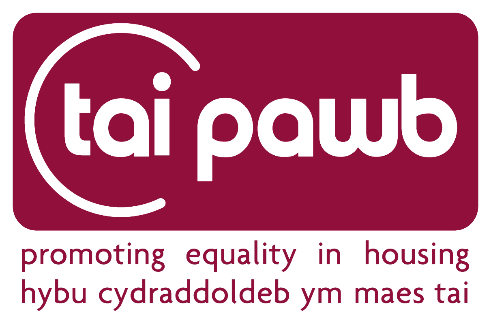 tai pawb
promoting equality in housing
hybu cydraddoldeb ym maes tai